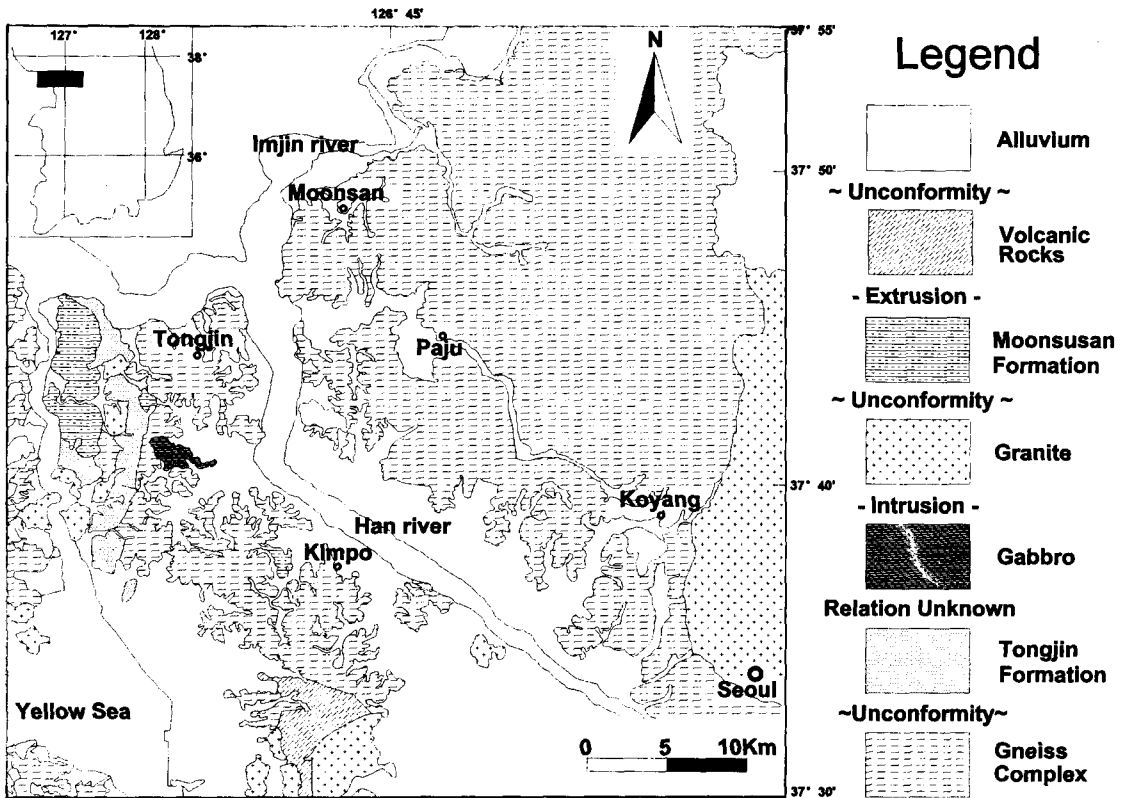 126° 45'
127°
128°
38°
36°
N
37° 55'
37° 50'
37° 40'
37° 30'
Imjin river
Moonsan
Tongjin
Paju
Koyang
Han river
Kimpo
Seoul
Yellow Sea
0 5 10Km
Legend
Alluvium
~ Unconformity ~
Volcanic
Rocks
- Extrusion -
Moonsusan
Formation
~ Unconformity ~
Granite
- Intrusion -
Gabbro
Relation Unknown
Tongjin
Formation
~Unconformity~
Gneiss
Complex